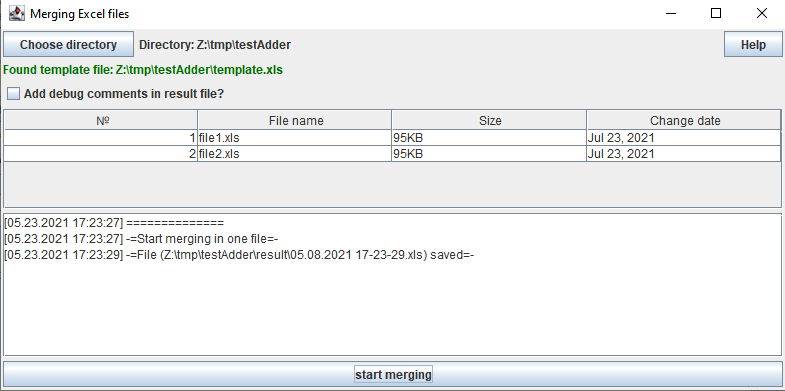 Merging Excel files
Choose directory Directory: Z:\tmp\testAdder Help
Found template file: Z:\tmp\testAdder\template.xls
Add debug comments in result file?
№ File name Size Change date
1 file1.xls 95KB Jul 23, 2021
2 file2.xls 95KB Jul 23, 2021
[05.23.2021 17:23:27] ==============
[05.23.2021 17:23:27] -=Start merging in one file=-
[05.23.2021 17:23:29] -=File (Z:\tmp\testAdder\result\05.08.2021 17-23-29.xls) saved=-
start merging